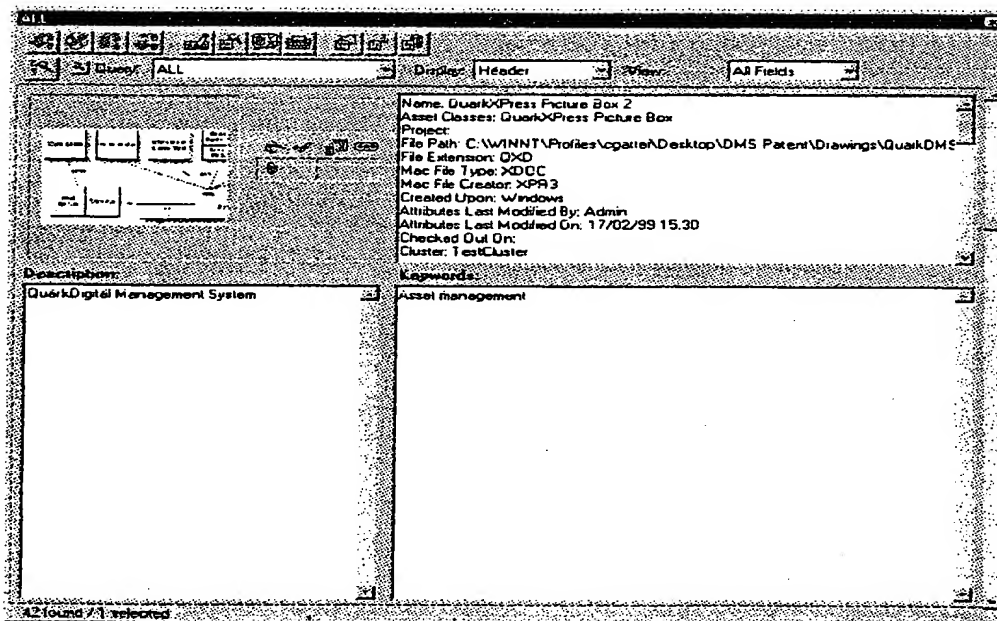 ALL
Query: ALL Display: Header View: All Fields
Name: QuarkXPress Picture Box 2
Asset Classes: QuarkXPress Picture Box
Project:
File Path: C:\WINNT\Profiles\cgatter\Desktop\DMS Patent\Drawings\QuarkDMS
File Extension: QXD
Mac File Type: XDOC
Mac File Creator: XPR3
Created Upon: Windows
Attributes Last Modified By: Admin
Attributes Last Modified On: 17/02/99 15.30
Checked Out On:
Cluster: TestCluster
Description: Keywords:
QuarkDigital Management System
Asset management
42 found / 1 selected